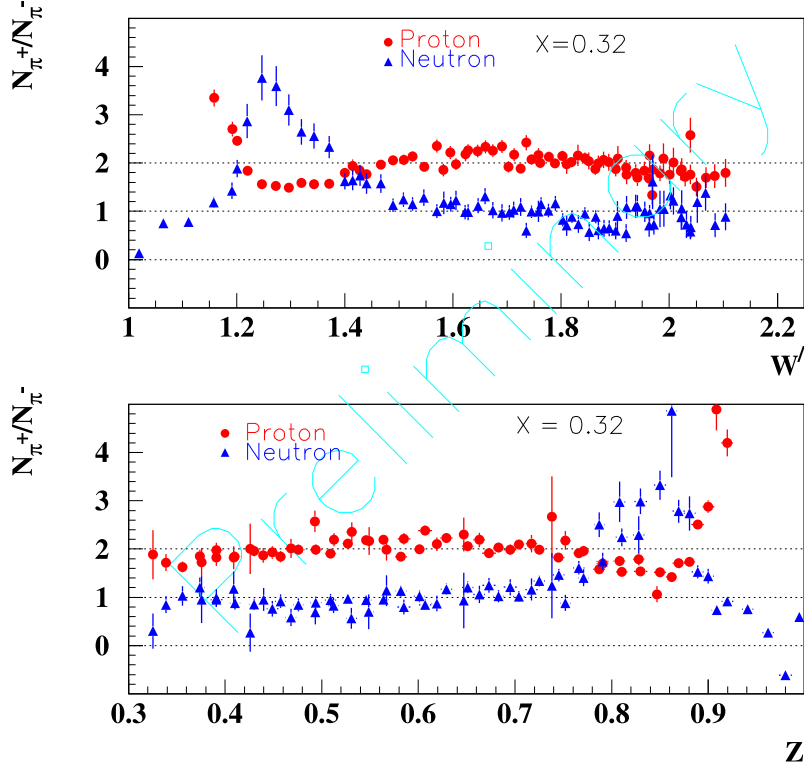 N_π+/N_π-
4
3
2
1
0
Proton
Neutron
X=0.32
1
1.2
1.4
1.6
1.8
2
2.2
W′
N_π+/N_π-
4
3
2
1
0
Proton
Neutron
X = 0.32
0.3
0.4
0.5
0.6
0.7
0.8
0.9
Z
Preliminary